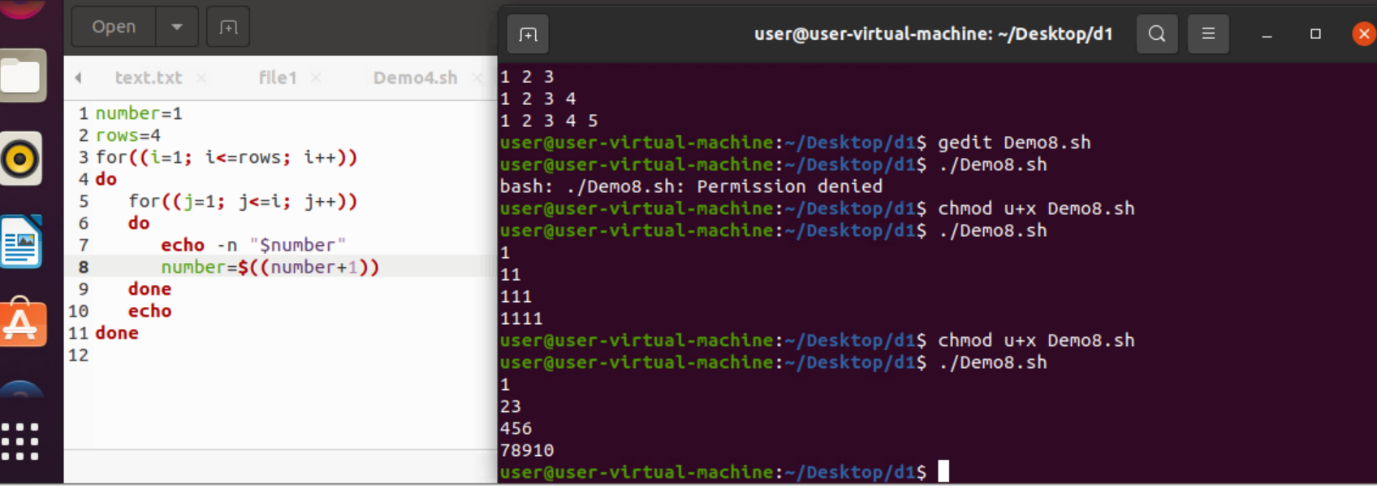 Open
text.txt × file1 × Demo4.sh ×
1 number=1
2 rows=4
3 for((i=1; i<=rows; i++))
4 do
5    for((j=1; j<=i; j++))
6    do
7       echo -n "$number"
8       number=$((number+1))
9    done
10    echo
11 done
12
user@user-virtual-machine: ~/Desktop/d1
1 2 3
1 2 3 4
1 2 3 4 5
user@user-virtual-machine:~/Desktop/d1$ gedit Demo8.sh
user@user-virtual-machine:~/Desktop/d1$ ./Demo8.sh
bash: ./Demo8.sh: Permission denied
user@user-virtual-machine:~/Desktop/d1$ chmod u+x Demo8.sh
user@user-virtual-machine:~/Desktop/d1$ ./Demo8.sh
1
11
111
1111
user@user-virtual-machine:~/Desktop/d1$ chmod u+x Demo8.sh
user@user-virtual-machine:~/Desktop/d1$ ./Demo8.sh
1
23
456
78910
user@user-virtual-machine:~/Desktop/d1$